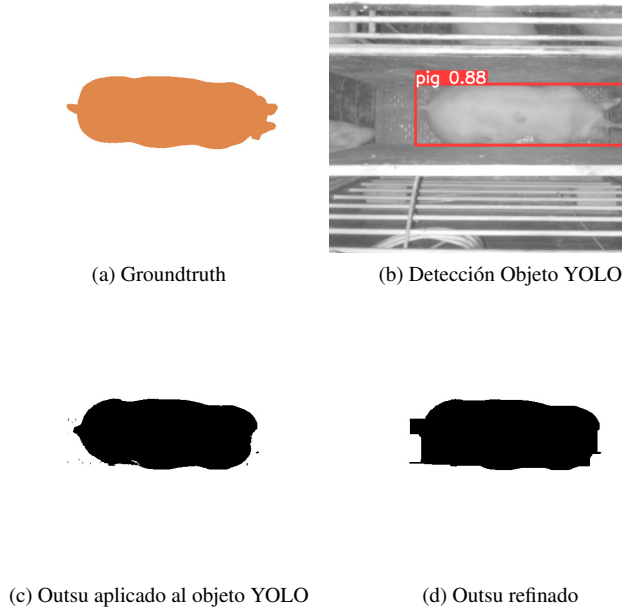 pig 0.88
(a) Groundtruth
(b) Detección Objeto YOLO
(c) Outsu aplicado al objeto YOLO
(d) Outsu refinado